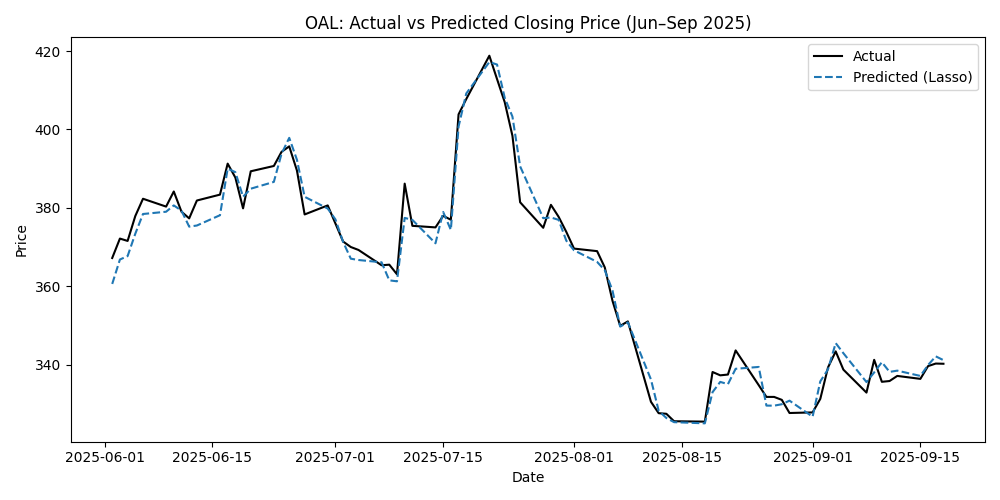 OAL: Actual vs Predicted Closing Price (Jun–Sep 2025)
Actual
Predicted (Lasso)
Price
420
400
380
360
340
2025-06-01
2025-06-15
2025-07-01
2025-07-15
2025-08-01
2025-08-15
2025-09-01
2025-09-15
Date